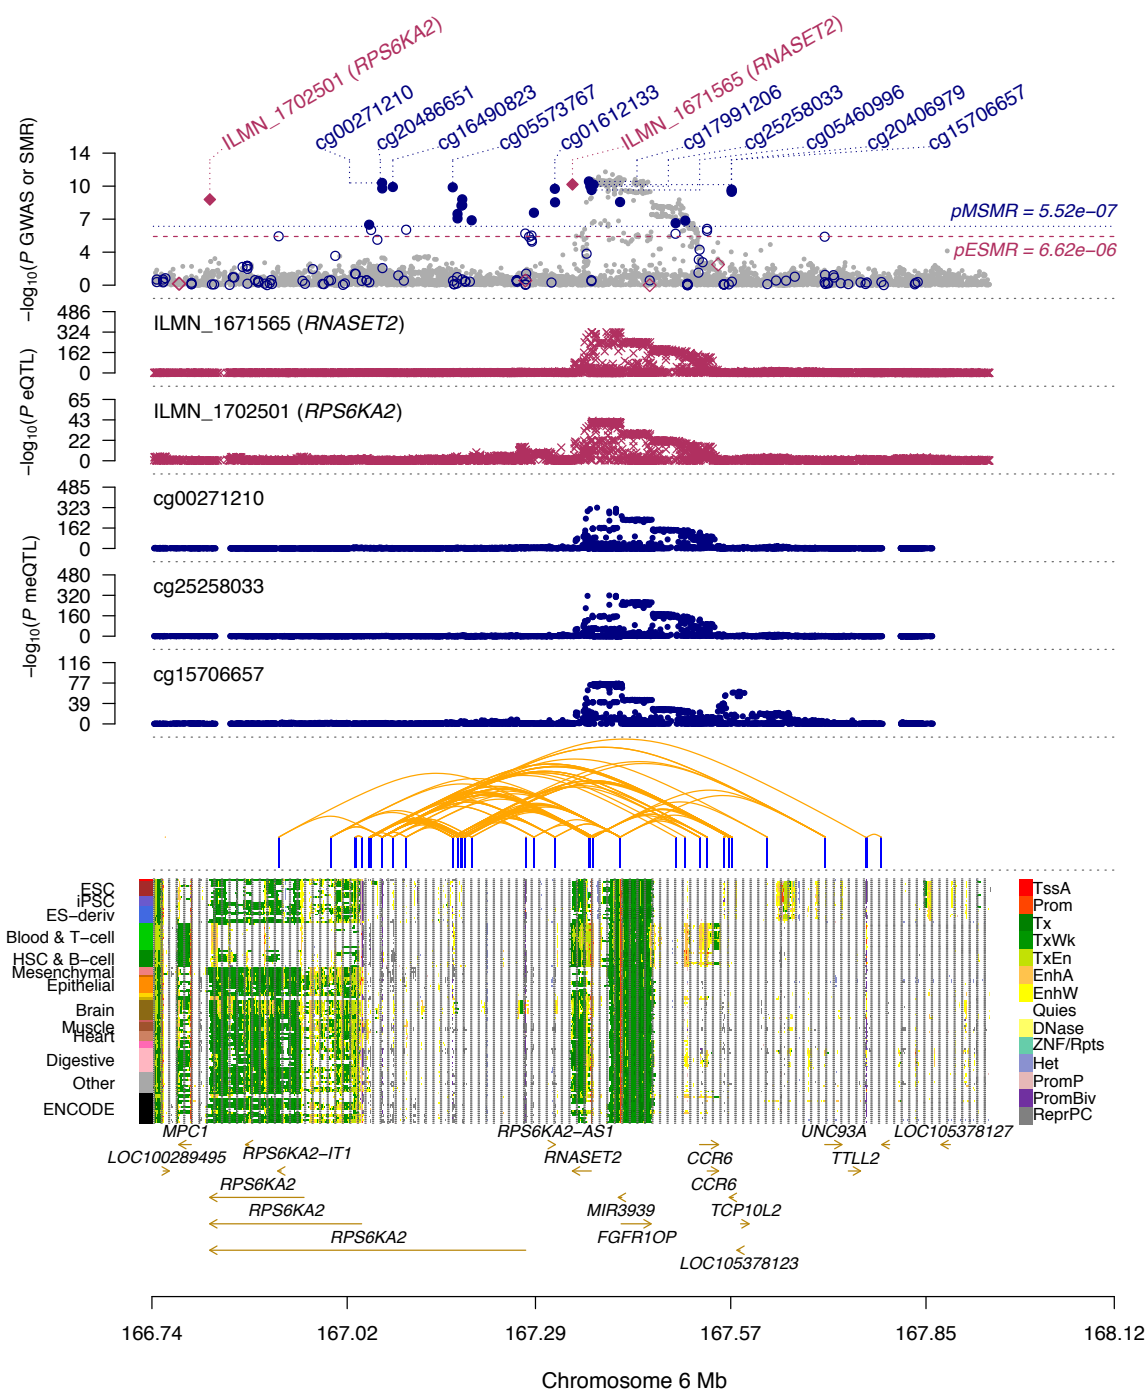 ILMN_1702501 (RPS6KA2)
cg00271210
cg20486651
cg16490823
cg05573767
cg01612133
ILMN_1671565 (RNASET2)
cg17991206
cg25258033
cg05460996
cg20406979
cg15706657
−log10(P GWAS or SMR)
14
10
7
4
0
pMSMR = 5.52e−07
pESMR = 6.62e−06
−log10(P eQTL)
486
324
162
0
ILMN_1671565 (RNASET2)
65
43
22
0
ILMN_1702501 (RPS6KA2)
−log10(P meQTL)
485
323
162
0
cg00271210
480
320
160
0
cg25258033
116
77
39
0
cg15706657
ESC
iPSC
ES−deriv
Blood & T−cell
HSC & B−cell
Mesenchymal
Epithelial
Brain
Muscle
Heart
Digestive
Other
ENCODE
TssA
Prom
Tx
TxWk
TxEn
EnhA
EnhW
Quies
DNase
ZNF/Rpts
Het
PromP
PromBiv
ReprPC
MPC1
RPS6KA2−AS1
UNC93A
LOC105378127
LOC100289495
RPS6KA2−IT1
RNASET2
CCR6
TTLL2
RPS6KA2
CCR6
RPS6KA2
MIR3939
TCP10L2
RPS6KA2
FGFR1OP
LOC105378123
166.74
167.02
167.29
167.57
167.85
168.12
Chromosome 6 Mb